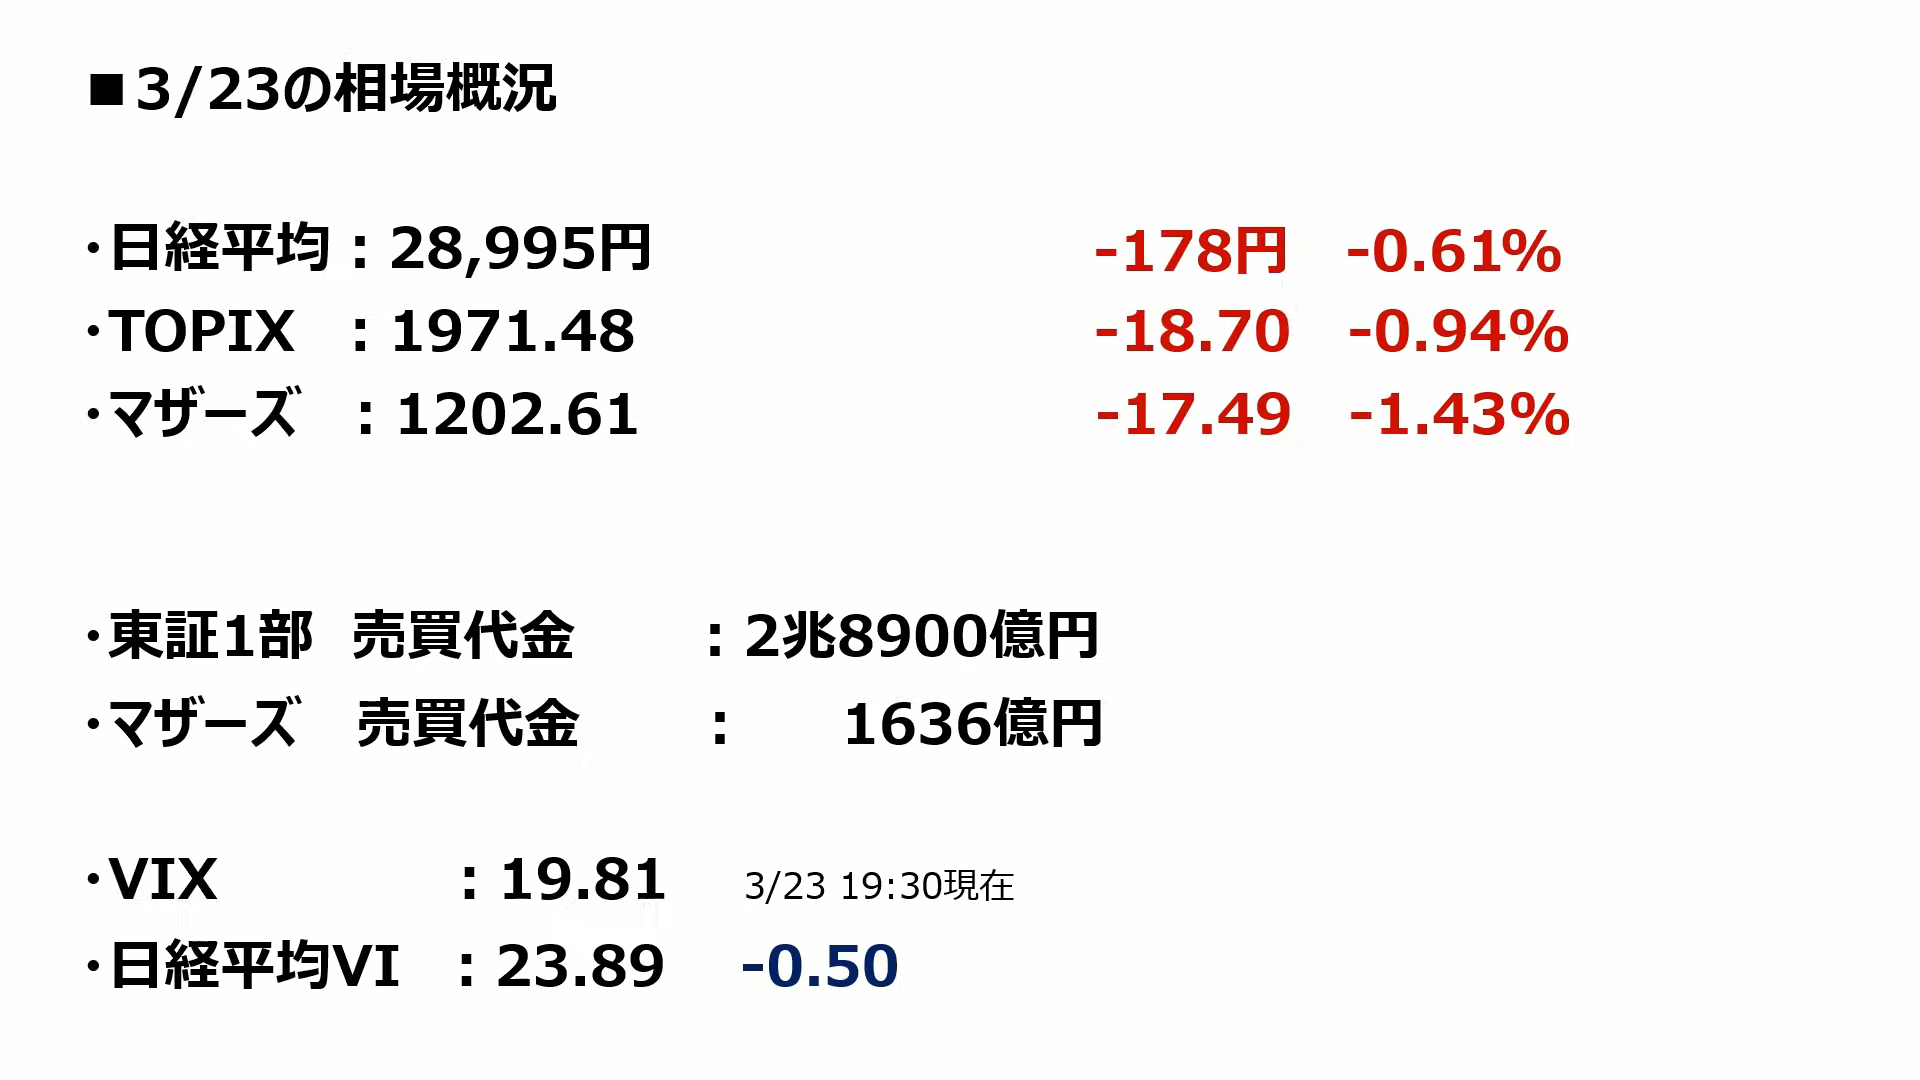 ■3/23の相場概況
・日経平均：28,995円 -178円 -0.61%
・TOPIX ：1971.48 -18.70 -0.94%
・マザーズ ：1202.61 -17.49 -1.43%
・東証1部 売買代金 ：2兆8900億円
・マザーズ 売買代金 ： 1636億円
・VIX ：19.81 3/23 19:30現在
・日経平均VI ：23.89 -0.50